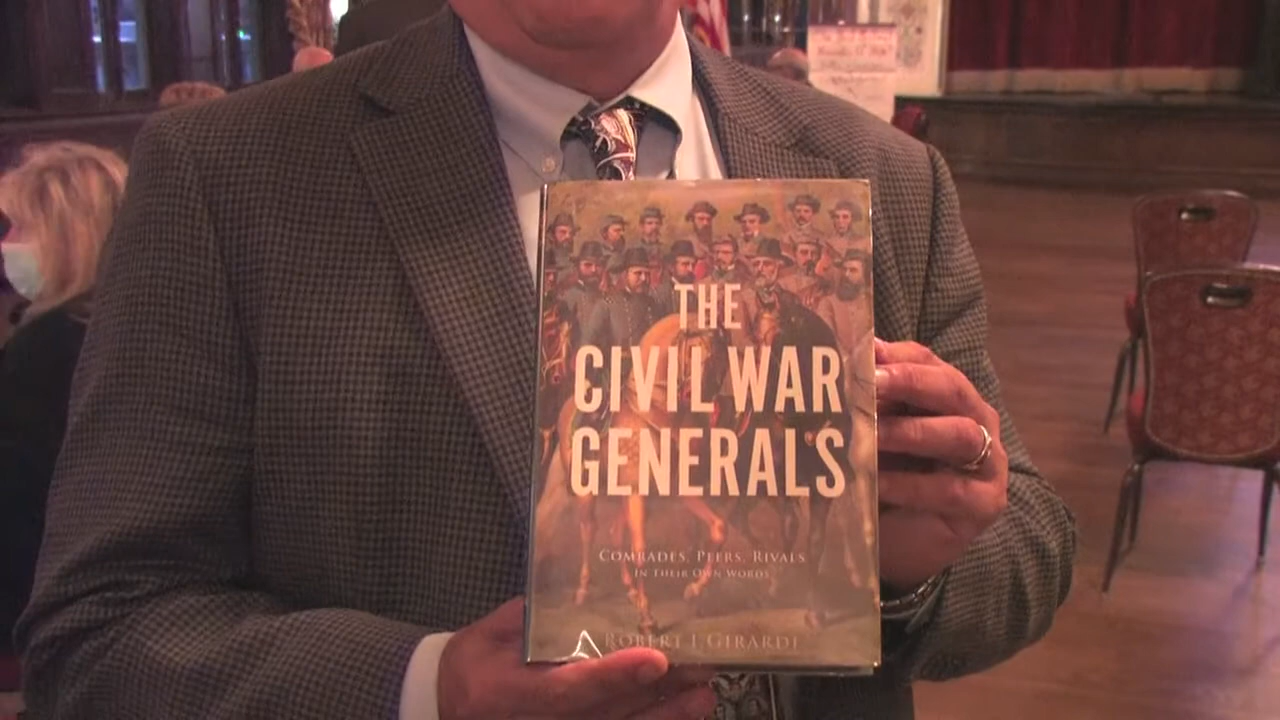 THE
CIVIL WAR
GENERALS
COMRADES, PEERS, RIVALS
IN THEIR OWN WORDS
ROBERT I GIRARDI